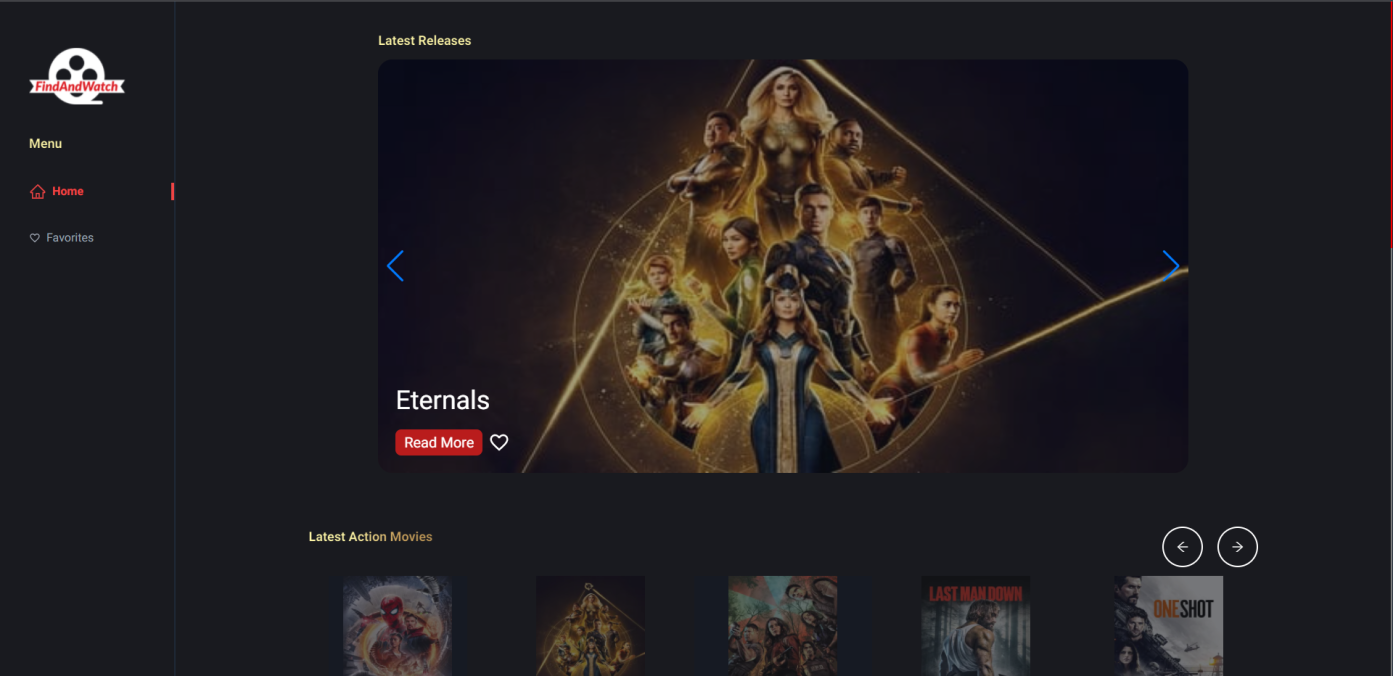 FindAndWatch
Menu
Home
Favorites
Latest Releases
Eternals
Read More
Latest Action Movies
LAST MAN DOWN
ONE SHOT